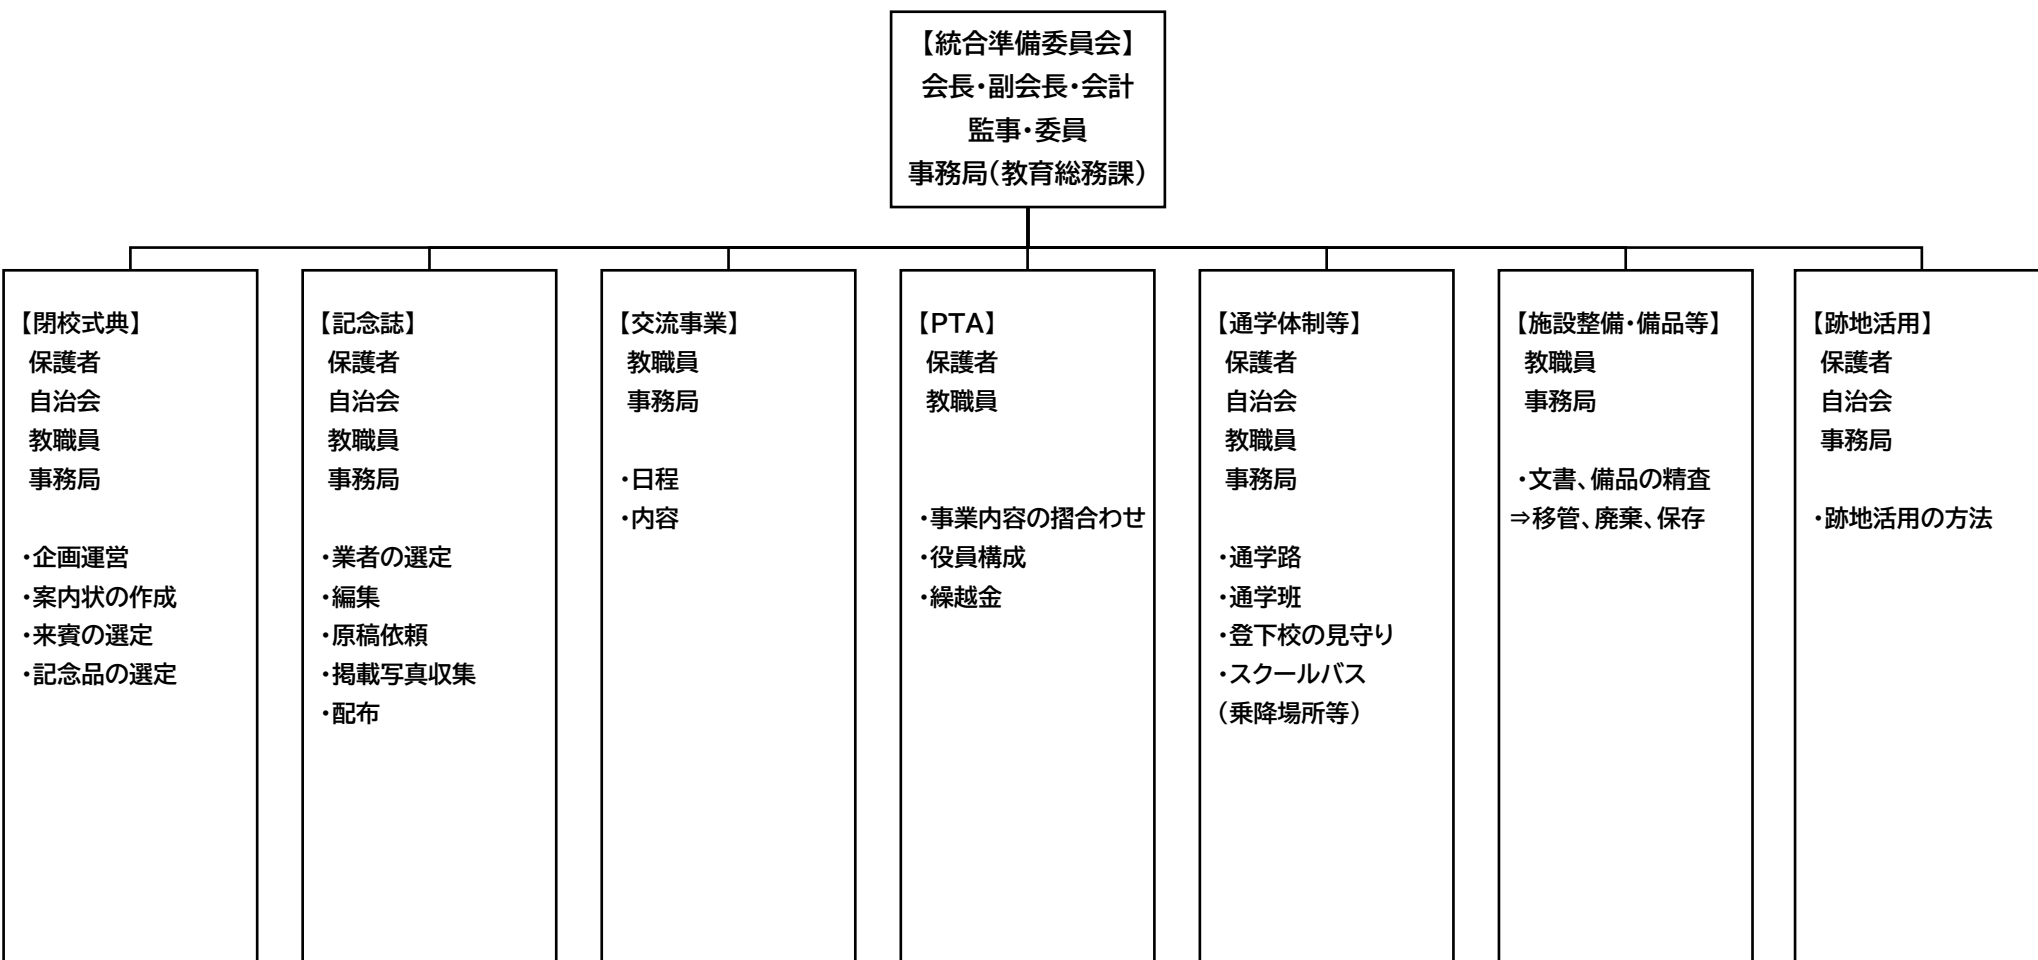 【統合準備委員会】
会長・副会長・会計
監事・委員
事務局(教育総務課)
【閉校式典】
保護者
自治会
教職員
事務局
・企画運営
・案内状の作成
・来賓の選定
・記念品の選定
【記念誌】
保護者
自治会
教職員
事務局
・業者の選定
・編集
・原稿依頼
・掲載写真収集
・配布
【交流事業】
教職員
事務局
・日程
・内容
【PTA】
保護者
教職員
・事業内容の摺合わせ
・役員構成
・繰越金
【通学体制等】
保護者
自治会
教職員
事務局
・通学路
・通学班
・登下校の見守り
・スクールバス
(乗降場所等)
【施設整備・備品等】
教職員
事務局
・文書、備品の精査
⇒移管、廃棄、保存
【跡地活用】
保護者
自治会
事務局
・跡地活用の方法